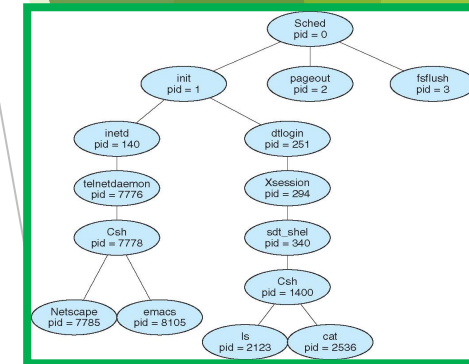 Sched
pid = 0
init
pid = 1
pageout
pid = 2
fsflush
pid = 3
inetd
pid = 140
dtlogin
pid = 251
telnetdaemon
pid = 7776
Xsession
pid = 294
Csh
pid = 7778
sdt_shel
pid = 340
Csh
pid = 1400
Netscape
pid = 7785
emacs
pid = 8105
ls
pid = 2123
cat
pid = 2536